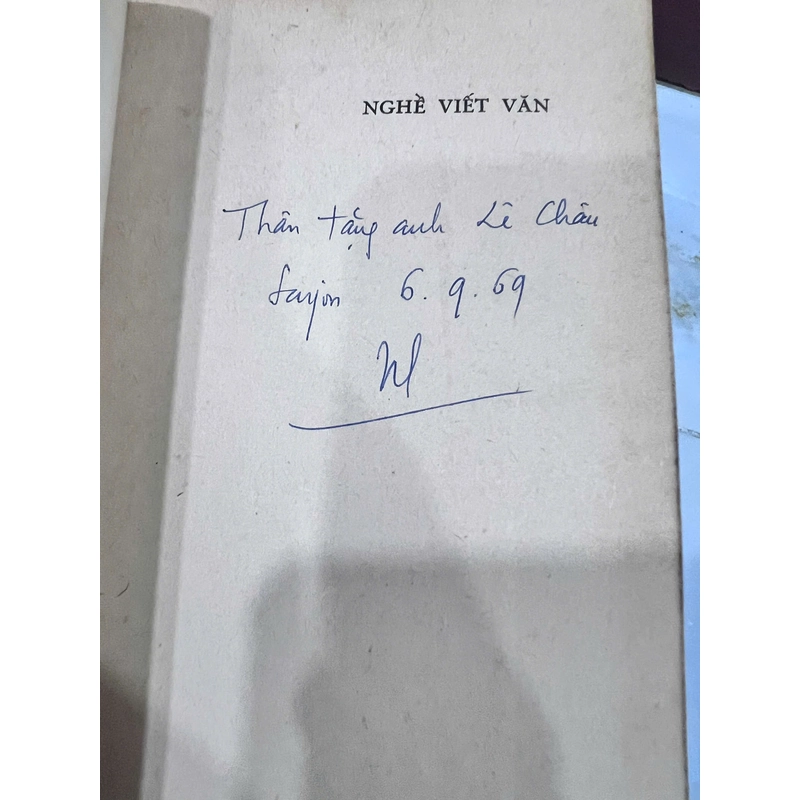 NGHỀ VIẾT VĂN
Thân tặng anh Lê Châu
Saigon 6.9.69